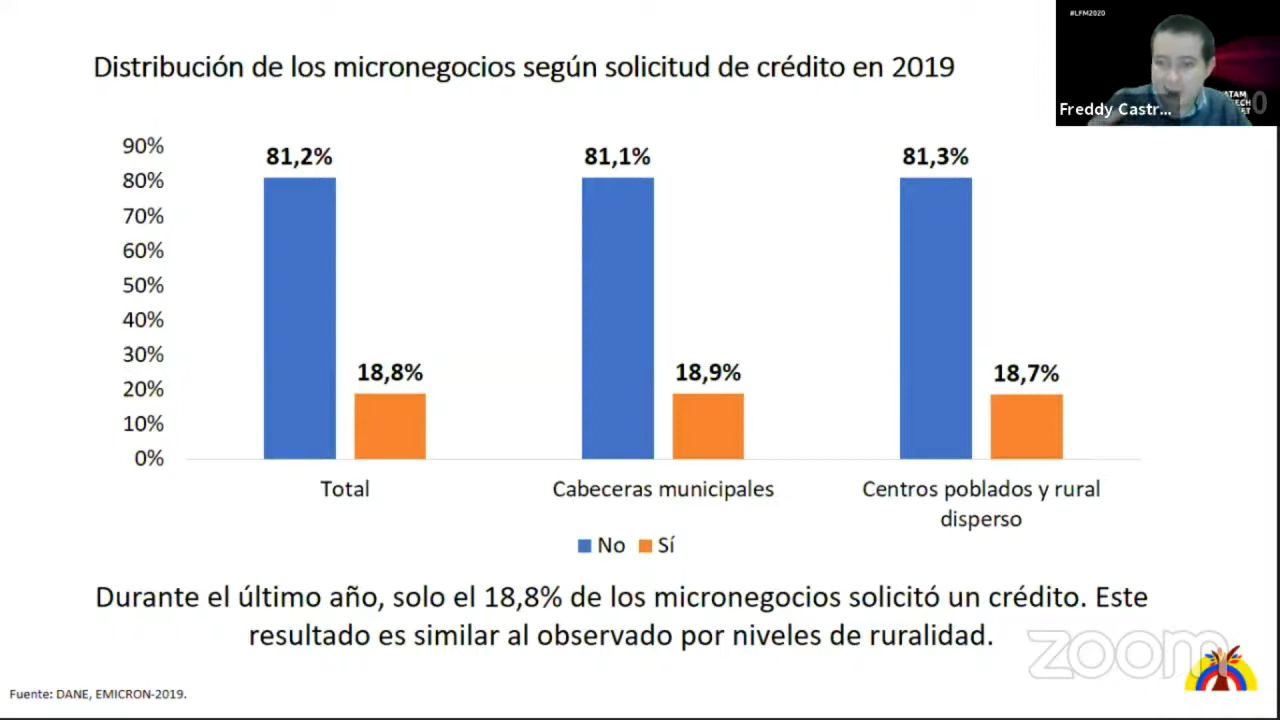 #LFM2020
Distribución de los micronegocios según solicitud de crédito en 2019
Freddy Castr...
90%
80%
70%
60%
50%
40%
30%
20%
10%
0%
81,2%
18,8%
81,1%
18,9%
81,3%
18,7%
Total
Cabeceras municipales
Centros poblados y rural
disperso
No Sí
Durante el último año, solo el 18,8% de los micronegocios solicitó un crédito. Este
resultado es similar al observado por niveles de ruralidad.
zoom
Fuente: DANE, EMICRON-2019.